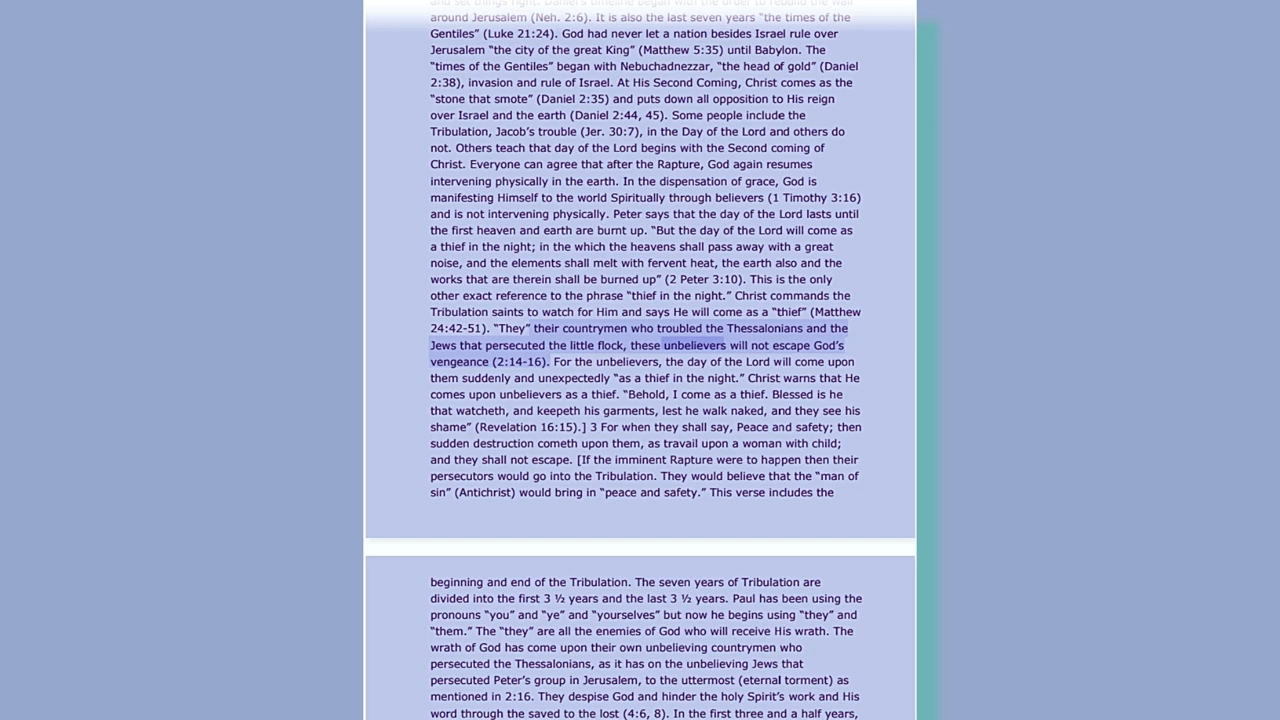 and set things right. Daniel's timeline began with the order to rebuild the wall
around Jerusalem (Neh. 2:6). It is also the last seven years “the times of the
Gentiles” (Luke 21:24). God had never let a nation besides Israel rule over
Jerusalem “the city of the great King” (Matthew 5:35) until Babylon. The
“times of the Gentiles” began with Nebuchadnezzar, “the head of gold” (Daniel
2:38), invasion and rule of Israel. At His Second Coming, Christ comes as the
“stone that smote” (Daniel 2:35) and puts down all opposition to His reign
over Israel and the earth (Daniel 2:44, 45). Some people include the
Tribulation, Jacob’s trouble (Jer. 30:7), in the Day of the Lord and others do
not. Others teach that day of the Lord begins with the Second coming of
Christ. Everyone can agree that after the Rapture, God again resumes
intervening physically in the earth. In the dispensation of grace, God is
manifesting Himself to the world Spiritually through believers (1 Timothy 3:16)
and is not intervening physically. Peter says that the day of the Lord lasts until
the first heaven and earth are burnt up. “But the day of the Lord will come as
a thief in the night; in the which the heavens shall pass away with a great
noise, and the elements shall melt with fervent heat, the earth also and the
works that are therein shall be burned up” (2 Peter 3:10). This is the only
other exact reference to the phrase “thief in the night.” Christ commands the
Tribulation saints to watch for Him and says He will come as a “thief” (Matthew
24:42-51). “They” their countrymen who troubled the Thessalonians and the
Jews that persecuted the little flock, these unbelievers will not escape God’s
vengeance (2:14-16). For the unbelievers, the day of the Lord will come upon
them suddenly and unexpectedly “as a thief in the night.” Christ warns that He
comes upon unbelievers as a thief. “Behold, I come as a thief. Blessed is he
that watcheth, and keepeth his garments, lest he walk naked, and they see his
shame” (Revelation 16:15).] 3 For when they shall say, Peace and safety; then
sudden destruction cometh upon them, as travail upon a woman with child;
and they shall not escape. [If the imminent Rapture were to happen then their
persecutors would go into the Tribulation. They would believe that the “man of
sin” (Antichrist) would bring in “peace and safety.” This verse includes the
beginning and end of the Tribulation. The seven years of Tribulation are
divided into the first 3 ½ years and the last 3 ½ years. Paul has been using the
pronouns “you” and “ye” and “yourselves” but now he begins using “they” and
“them.” The “they” are all the enemies of God who will receive His wrath. The
wrath of God has come upon their own unbelieving countrymen who
persecuted the Thessalonians, as it has on the unbelieving Jews that
persecuted Peter’s group in Jerusalem, to the uttermost (eternal torment) as
mentioned in 2:16. They despise God and hinder the holy Spirit’s work and His
word through the saved to the lost (4:6, 8). In the first three and a half years,